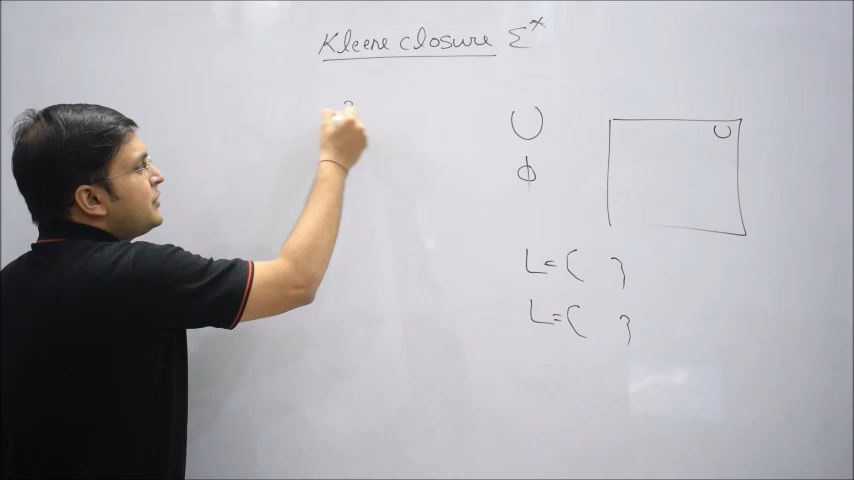 Kleene closure Σ*
U
U
ϕ
L={ }
L={ }